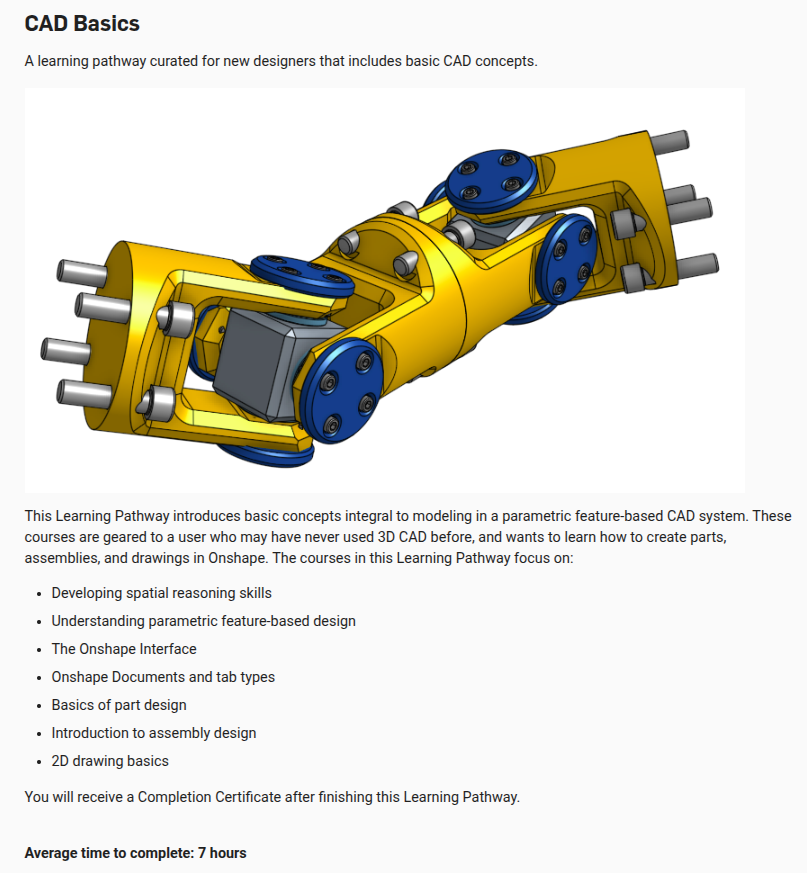 CAD Basics
A learning pathway curated for new designers that includes basic CAD concepts.
This Learning Pathway introduces basic concepts integral to modeling in a parametric feature-based CAD system. These
courses are geared to a user who may have never used 3D CAD before, and wants to learn how to create parts,
assemblies, and drawings in Onshape. The courses in this Learning Pathway focus on:
• Developing spatial reasoning skills
• Understanding parametric feature-based design
• The Onshape Interface
• Onshape Documents and tab types
• Basics of part design
• Introduction to assembly design
• 2D drawing basics
You will receive a Completion Certificate after finishing this Learning Pathway.
Average time to complete: 7 hours